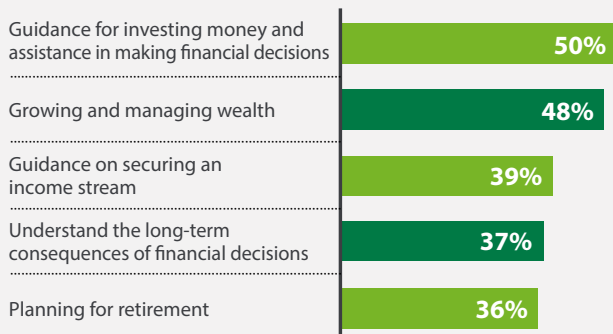 Guidance for investing money and
assistance in making financial decisions
50%
Growing and managing wealth
48%
Guidance on securing an
income stream
39%
Understand the long-term
consequences of financial decisions
37%
Planning for retirement
36%